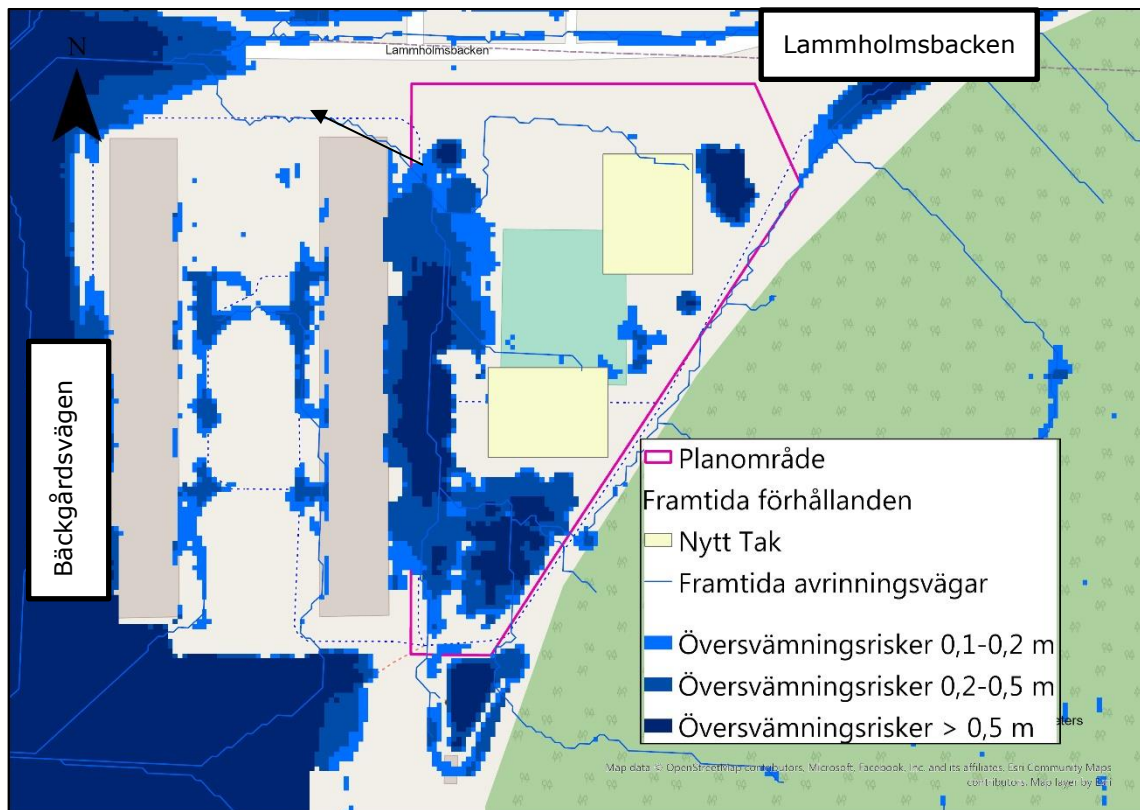 Lammholmsbacken
Lammholmsbacken
N
Bäckgårdsvägen
Planområde
Framtida förhållanden
Nytt Tak
Framtida avrinningsvägar
Översvämningsrisker 0,1-0,2 m
Översvämningsrisker 0,2-0,5 m
Översvämningsrisker > 0,5 m
Map data © OpenStreetMap contributors, Microsoft, Facebook, Inc. and its affiliates, Esri Community Maps
contributors, Map layer by Esri